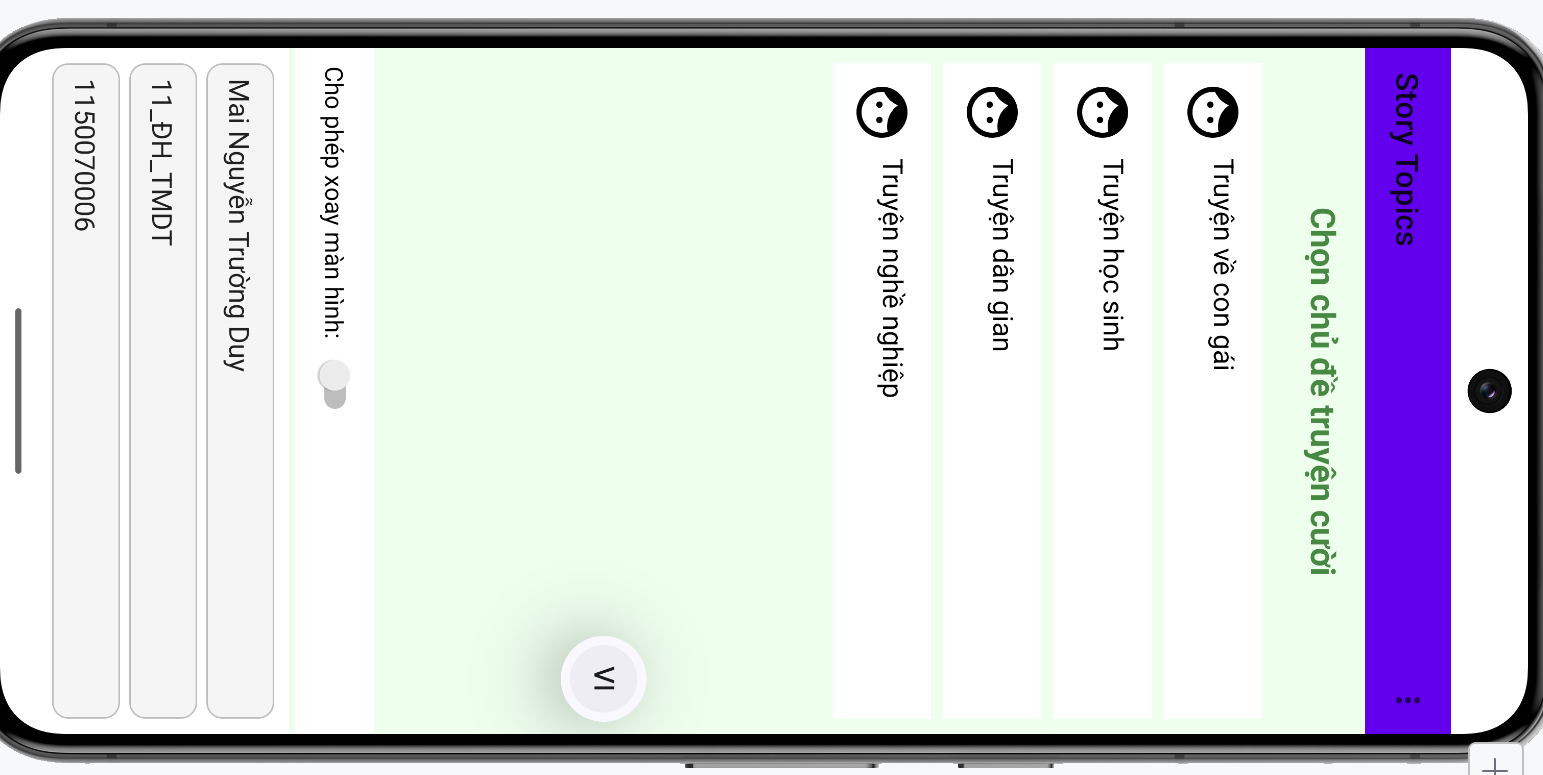 Story Topics
Chọn chủ đề truyện cười
Truyện về con gái
Truyện học sinh
Truyện dân gian
Truyện nghề nghiệp
VI
Cho phép xoay màn hình:
Mai Nguyễn Trường Duy
11_ĐH_TMDT
1150070006